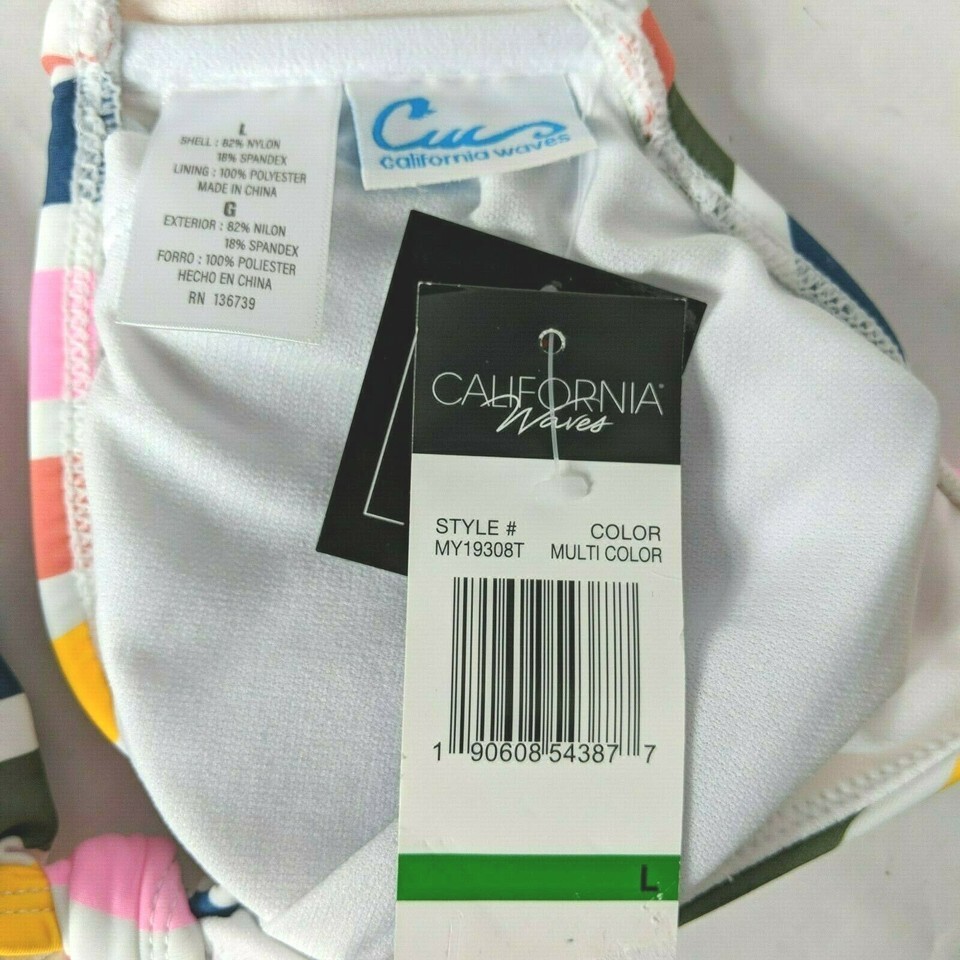 L
SHELL : 82% NYLON
18% SPANDEX
LINING : 100% POLYESTER
MADE IN CHINA
G
EXTERIOR : 82% NILON
18% SPANDEX
FORRO : 100% POLIESTER
HECHO EN CHINA
RN 136739
california waves
CALIFORNIA
Waves
STYLE # COLOR
MY19308T MULTI COLOR
1 90608 54387 7
L